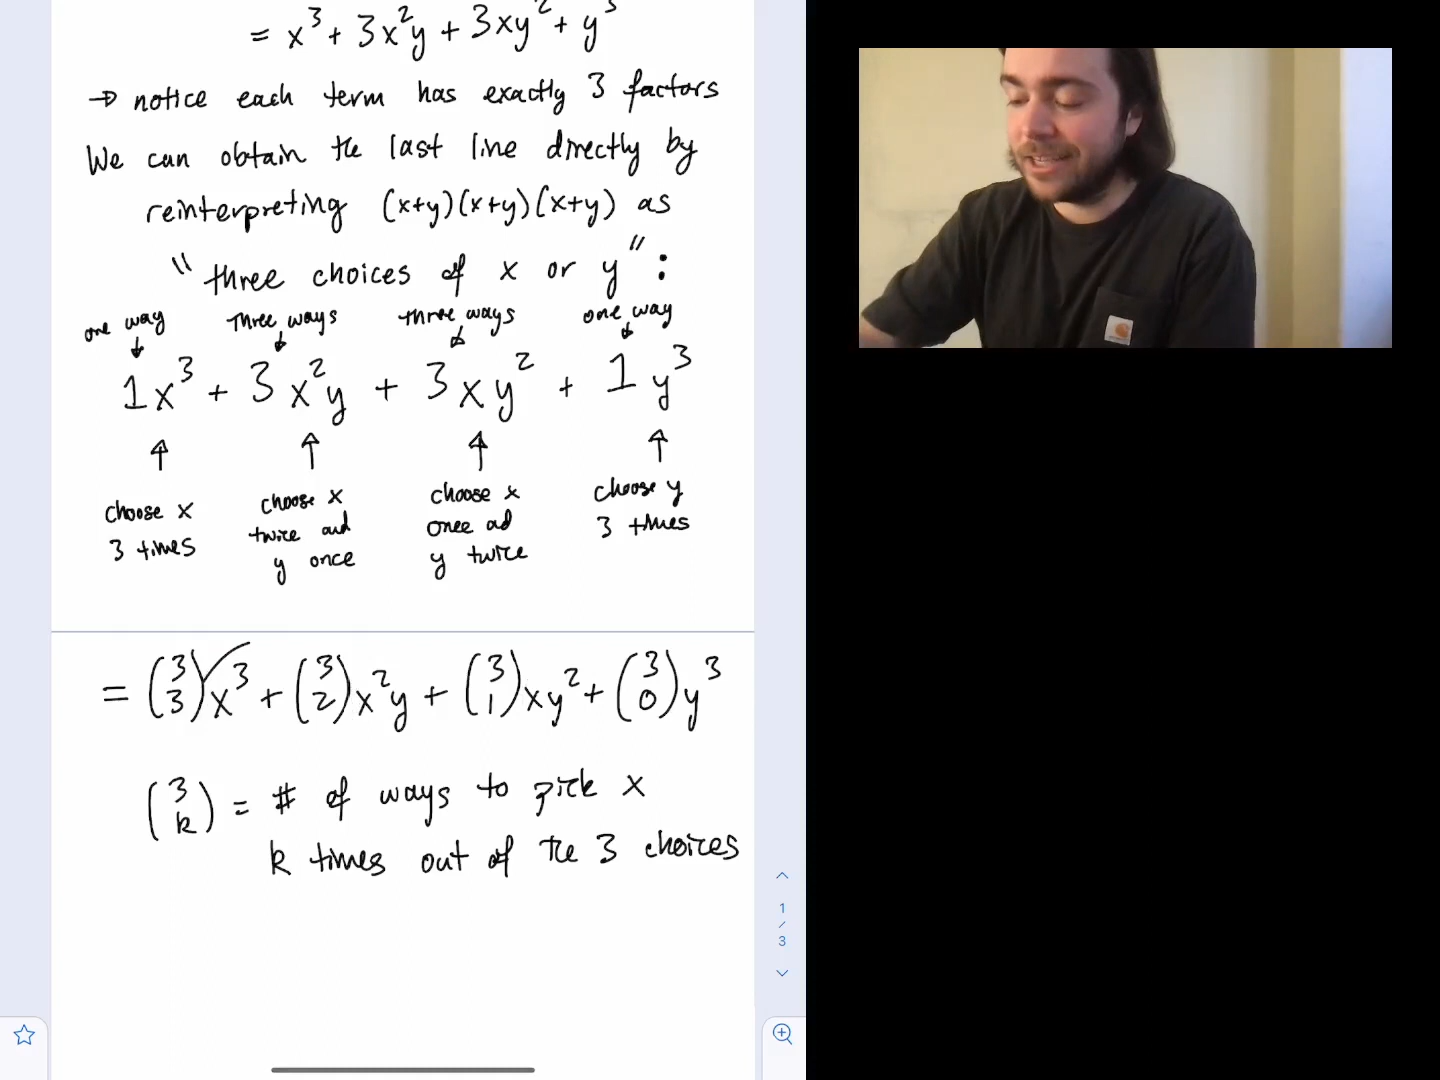 = x³ + 3x²y + 3xy² + y³
→ notice each term has exactly 3 factors
We can obtain the last line directly by
reinterpreting (x+y)(x+y)(x+y) as
"three choices of x or y":
one way three ways three ways one way
1x³ + 3x²y + 3xy² + 1y³
choose x choose x choose x choose y
3 times twice and once ad 3 times
y once y twice
= (3 3)x³ + (3 2)x²y + (3 1)xy² + (3 0)y³
(3 k) = # of ways to pick x
k times out of the 3 choices
1
/
3